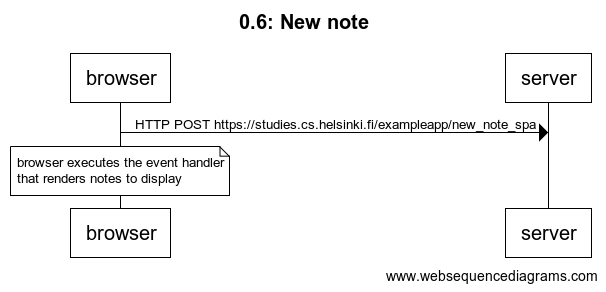 0.6: New note
browser
server
HTTP POST https://studies.cs.helsinki.fi/exampleapp/new_note_spa
browser executes the event handler
that renders notes to display
browser
server
www.websequencediagrams.com